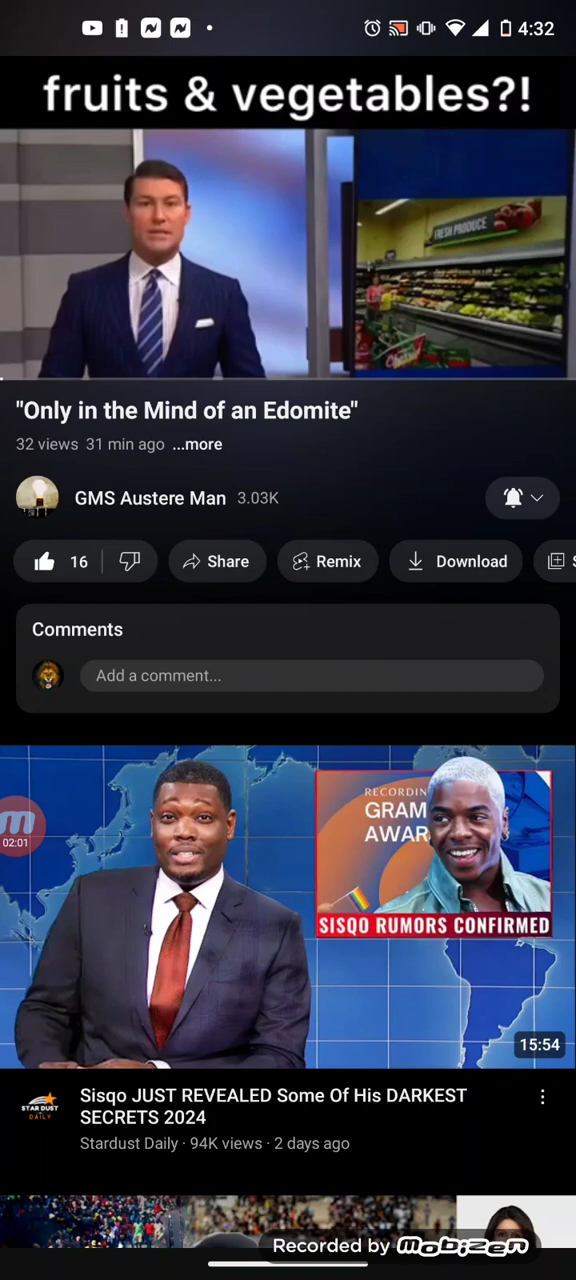 4:32
fruits & vegetables?!
FRESH PRODUCE
"Only in the Mind of an Edomite"
32 views 31 min ago ...more
GMS Austere Man 3.03K
16
Share
Remix
Download
S
Comments
Add a comment...
RECORDIN
GRAM
AWAR
SISQO RUMORS CONFIRMED
02:01
15:54
STAR DUST
DAILY
Sisqo JUST REVEALED Some Of His DARKEST
SECRETS 2024
Stardust Daily · 94K views · 2 days ago
Recorded by mobizen